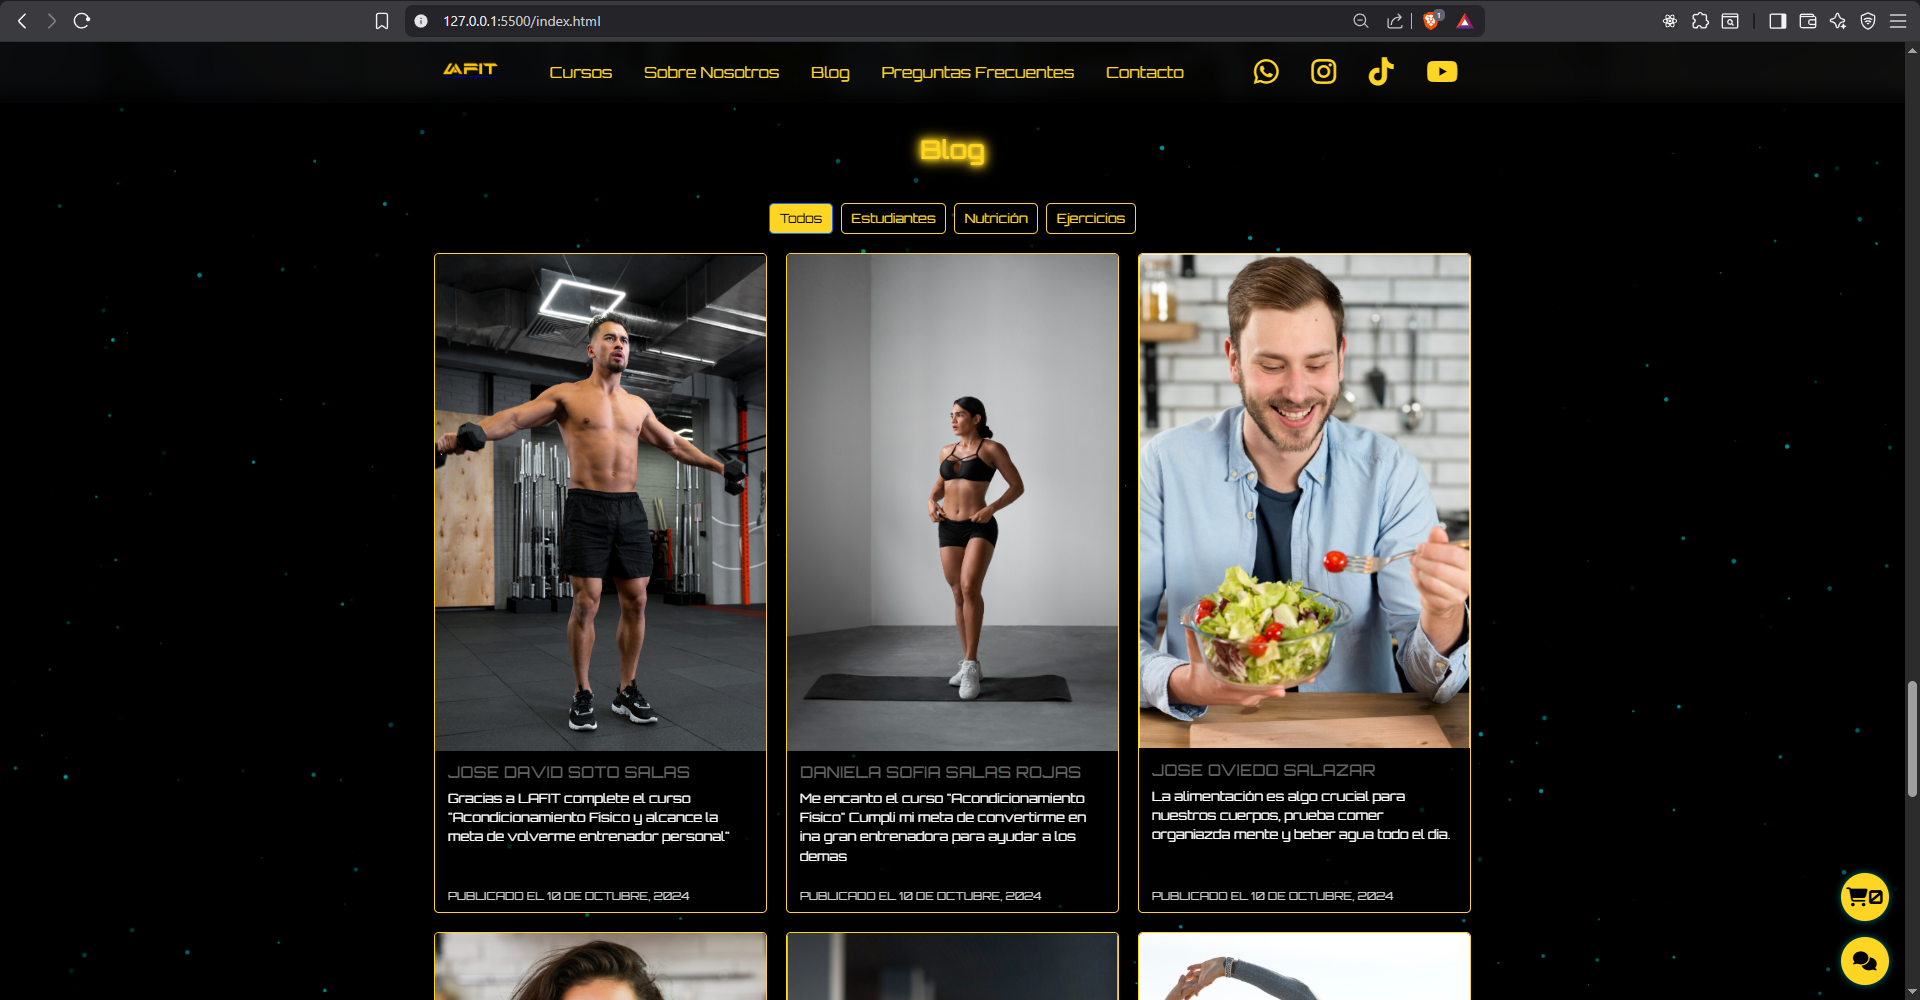 127.0.0.1:5500/index.html
1
LAFIT
Cursos
Sobre Nosotros
Blog
Preguntas Frecuentes
Contacto
Blog
Todos
Estudiantes
Nutrición
Ejercicios
JOSE DAVID SOTO SALAS
Gracias a LAFIT complete el curso
"Acondicionamiento Fisico y alcance la
meta de volverme entrenador personal"
PUBLICADO EL 10 DE OCTUBRE, 2024
DANIELA SOFIA SALAS ROJAS
Me encanto el curso "Acondicionamiento
Fisico" Cumpli mi meta de convertirme en
ina gran entrenadora para ayudar a los
demas
PUBLICADO EL 10 DE OCTUBRE, 2024
JOSE OVIEDO SALAZAR
La alimentación es algo crucial para
nuestros cuerpos, prueba comer
organiazda mente y beber agua todo el dia.
PUBLICADO EL 10 DE OCTUBRE, 2024
0